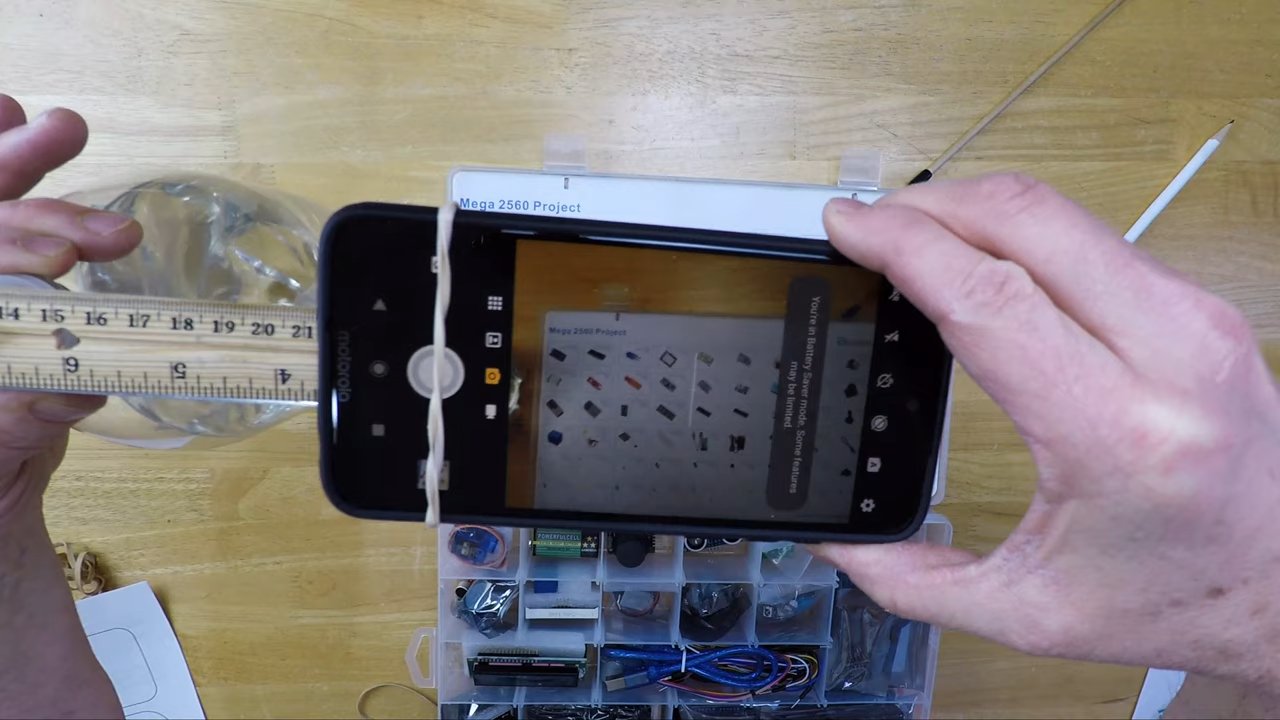 Mega 2560 Project
14 15 16 17 18 19 20 21
6 5 4
motorola
Mega 2560 Project
You're in Battery Saver mode. Some features
may be limited.
POWERFULCELL